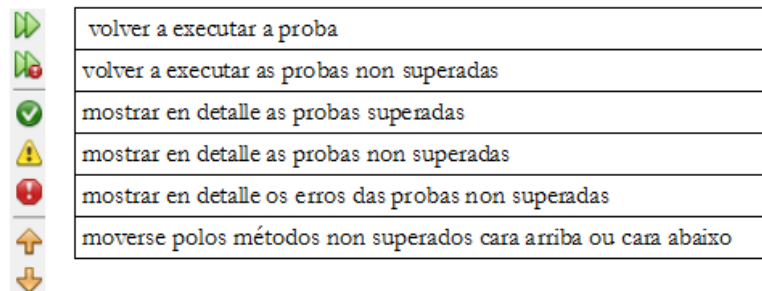 volver a executar a proba
volver a executar as probas non superadas
mostrar en detalle as probas superadas
mostrar en detalle as probas non superadas
mostrar en detalle os erros das probas non superadas
moverse polos métodos non superados cara arriba ou cara abaixo